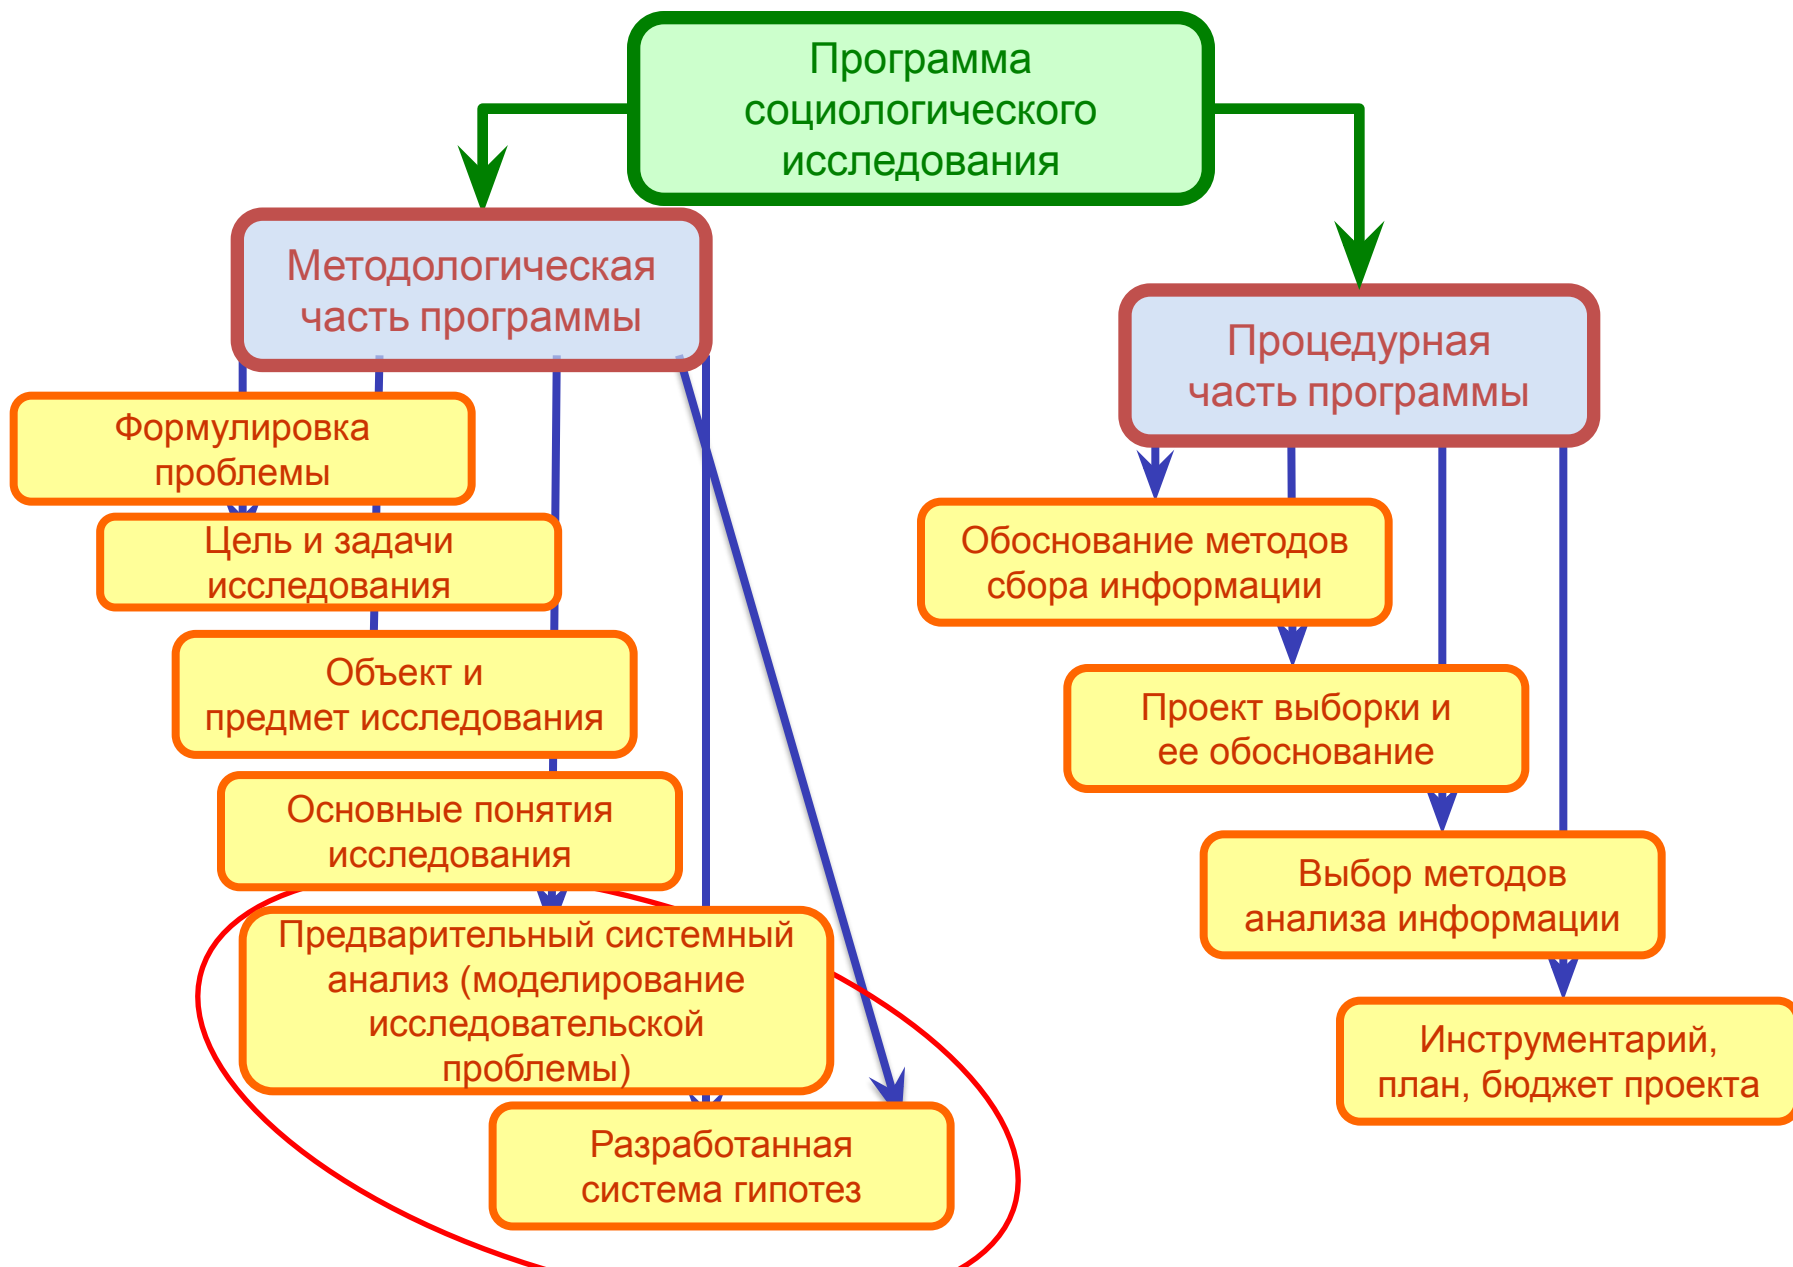 Программа
социологического
исследования
Методологическая
часть программы
Формулировка
проблемы
Цель и задачи
исследования
Объект и
предмет исследования
Основные понятия
исследования
Предварительный системный
анализ (моделирование
исследовательской
проблемы)
Разработанная
система гипотез
Процедурная
часть программы
Обоснование методов
сбора информации
Проект выборки и
ее обоснование
Выбор методов
анализа информации
Инструментарий,
план, бюджет проекта